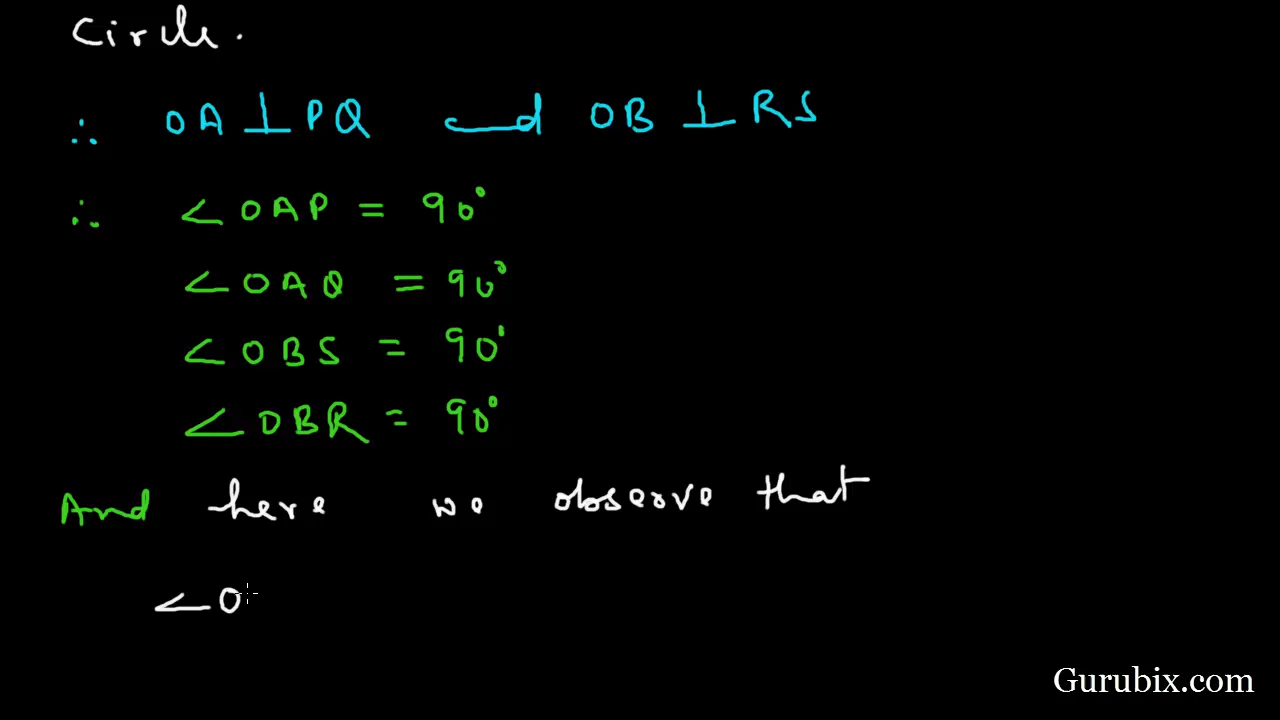 Circle.
∴ OA ⊥ PQ and OB ⊥ RS
∴ ∠OAP = 90°
∠OAQ = 90°
∠OBS = 90°
∠OBR = 90°
And here we observe that
∠O
Gurubix.com